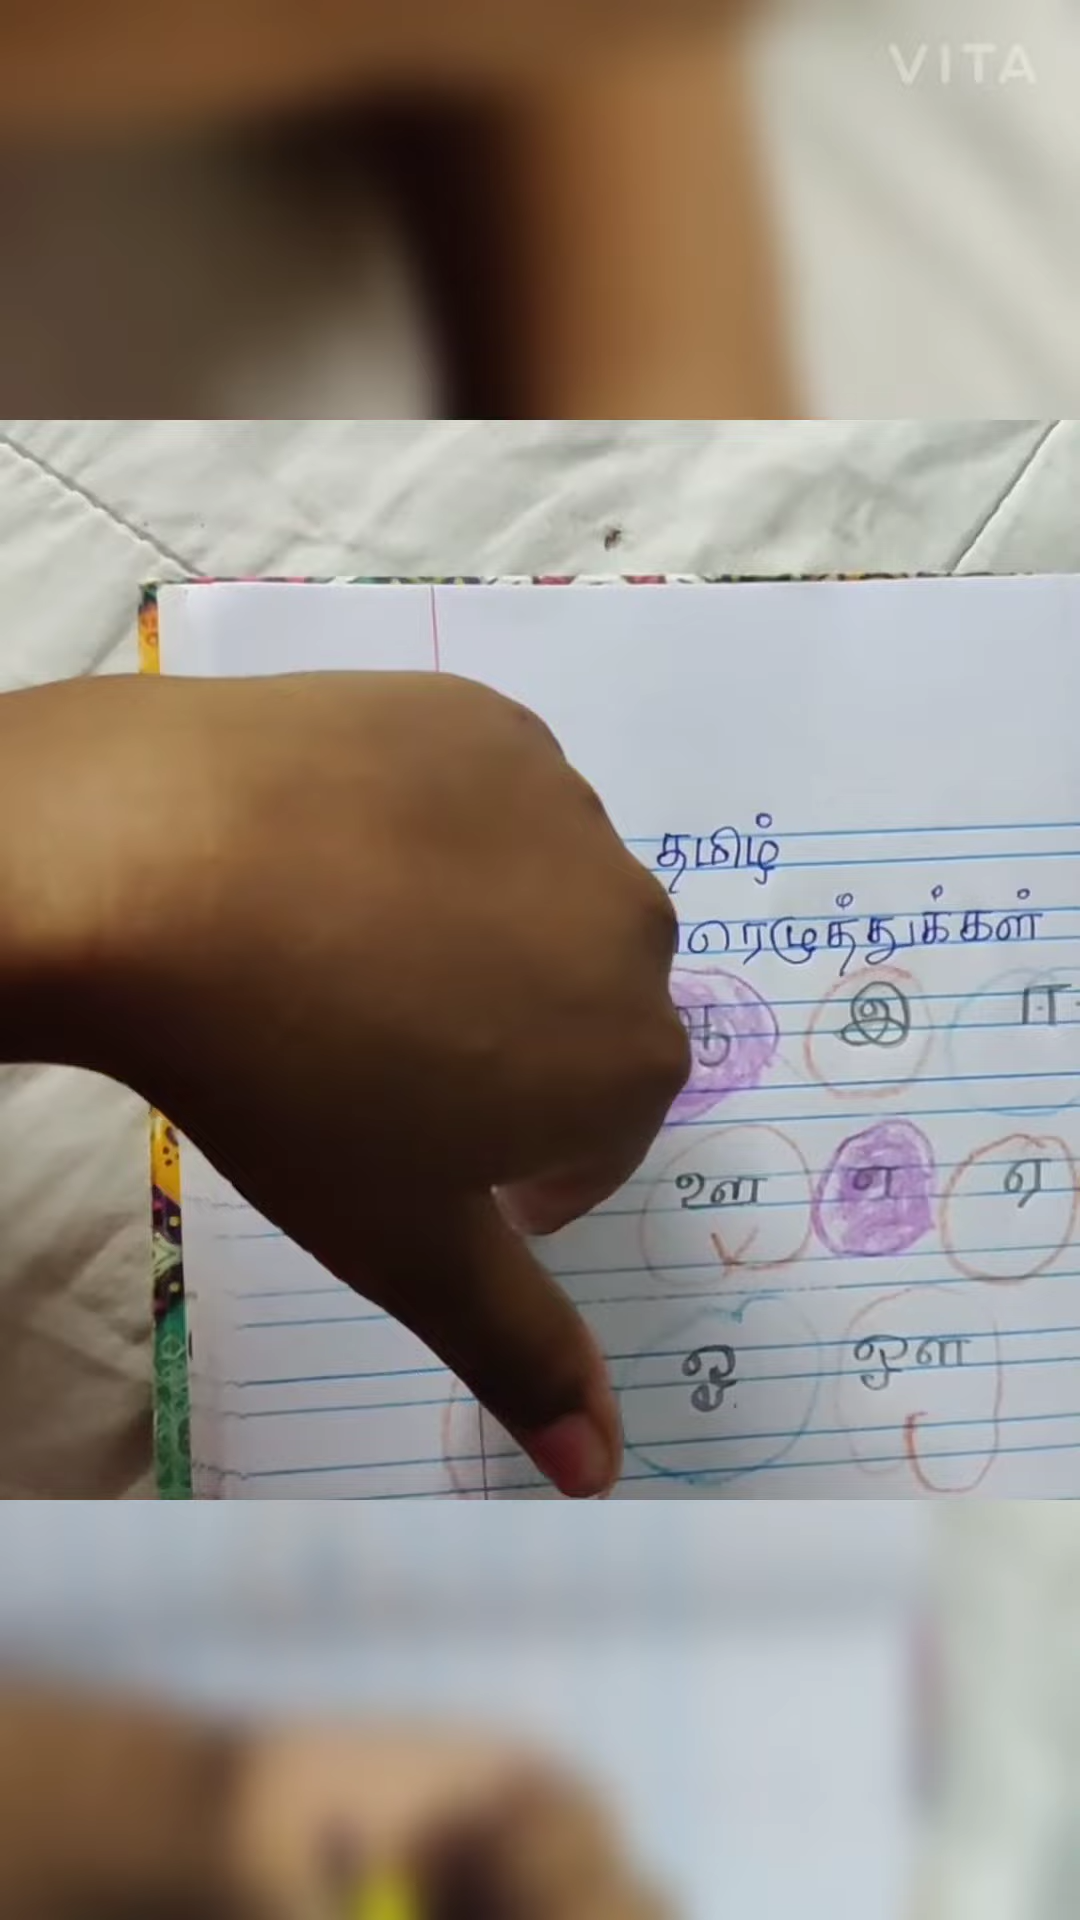 VITA
தமிழ்
ரெழுத்துக்கள்
ஆ இ ஈ
ஊ எ ஏ
ஓ ஔ